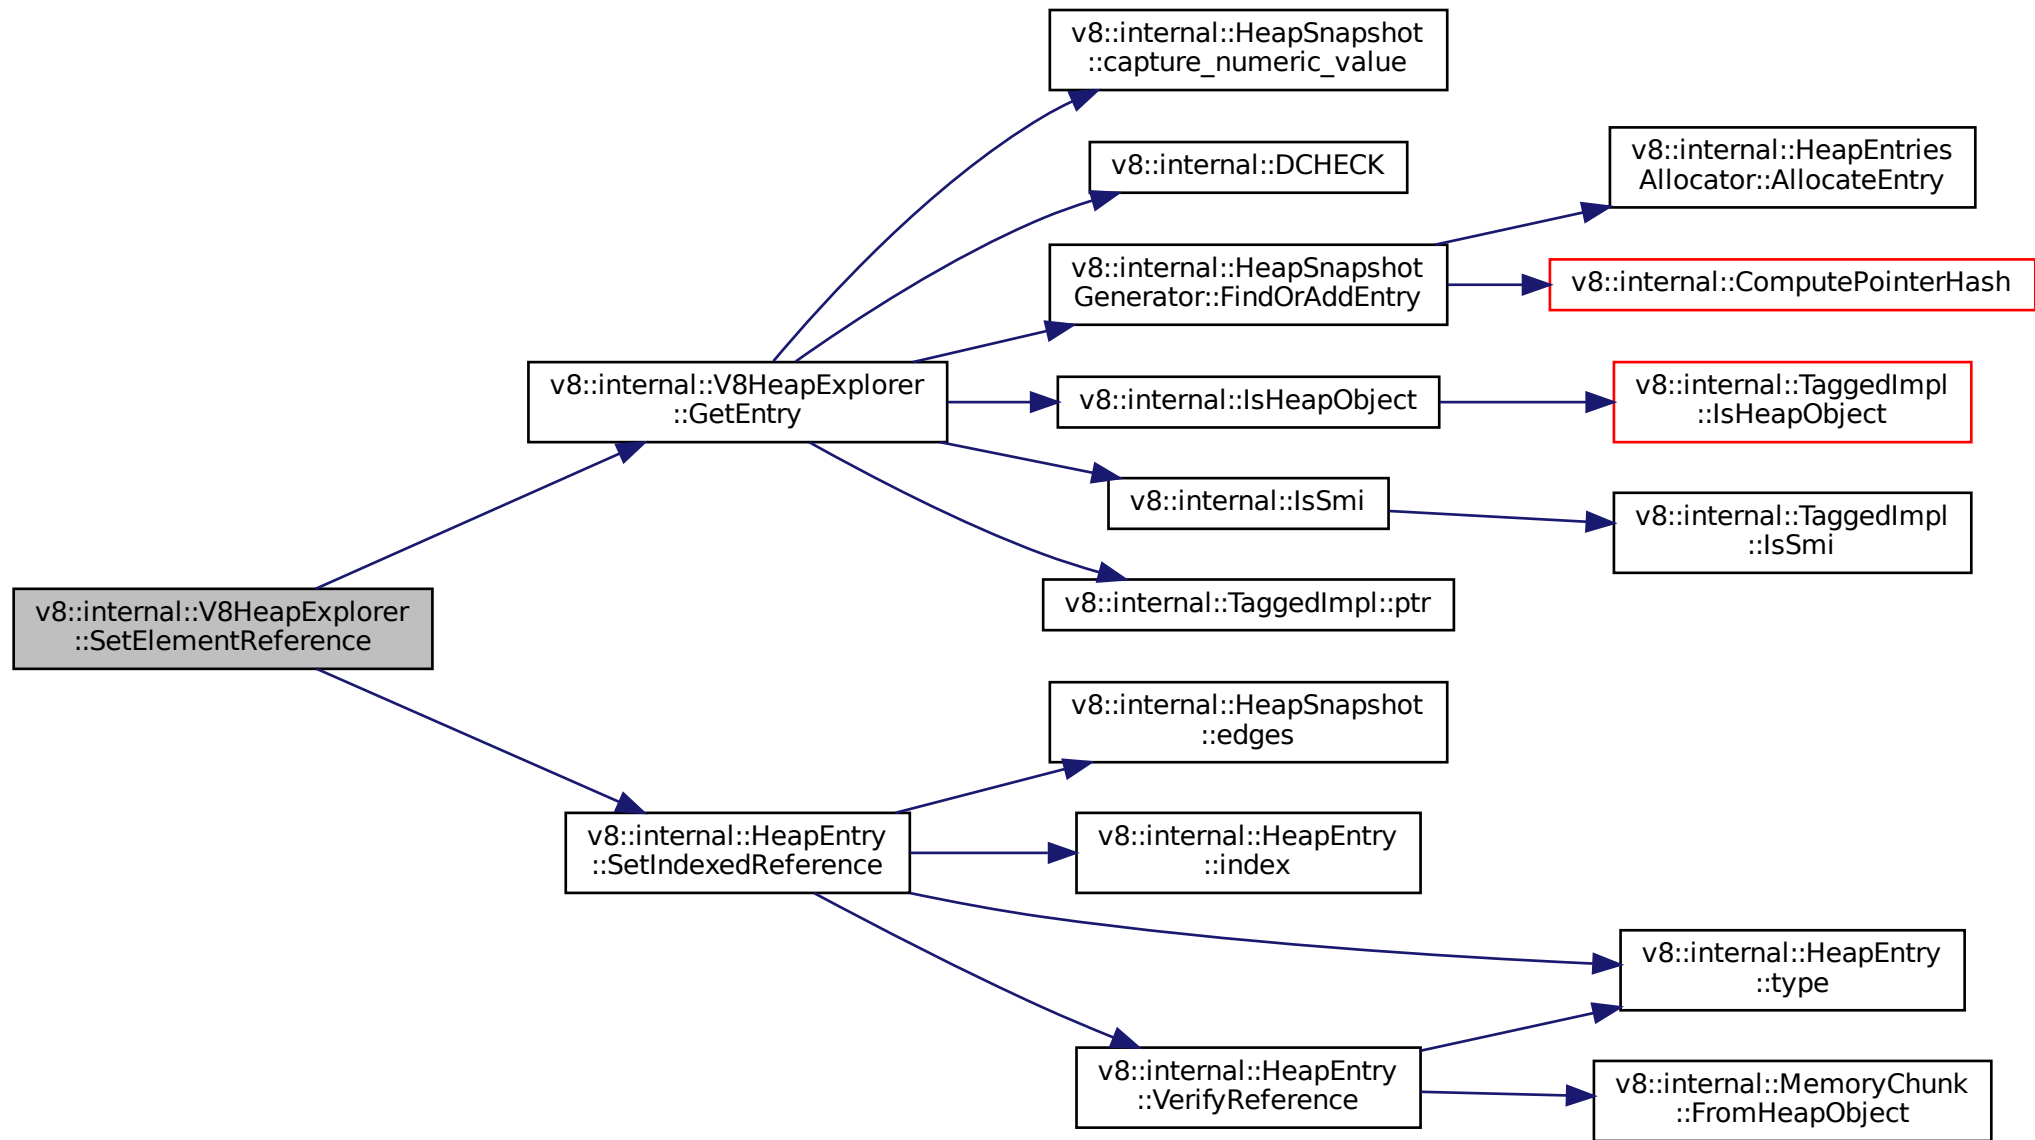 v8::internal::HeapSnapshot
::capture_numeric_value
v8::internal::DCHECK
v8::internal::HeapEntries
Allocator::AllocateEntry
v8::internal::HeapSnapshot
Generator::FindOrAddEntry
v8::internal::ComputePointerHash
v8::internal::V8HeapExplorer
::GetEntry
v8::internal::IsHeapObject
v8::internal::TaggedImpl
::IsHeapObject
v8::internal::IsSmi
v8::internal::TaggedImpl
::IsSmi
v8::internal::V8HeapExplorer
::SetElementReference
v8::internal::TaggedImpl::ptr
v8::internal::HeapSnapshot
::edges
v8::internal::HeapEntry
::SetIndexedReference
v8::internal::HeapEntry
::index
v8::internal::HeapEntry
::type
v8::internal::HeapEntry
::VerifyReference
v8::internal::MemoryChunk
::FromHeapObject